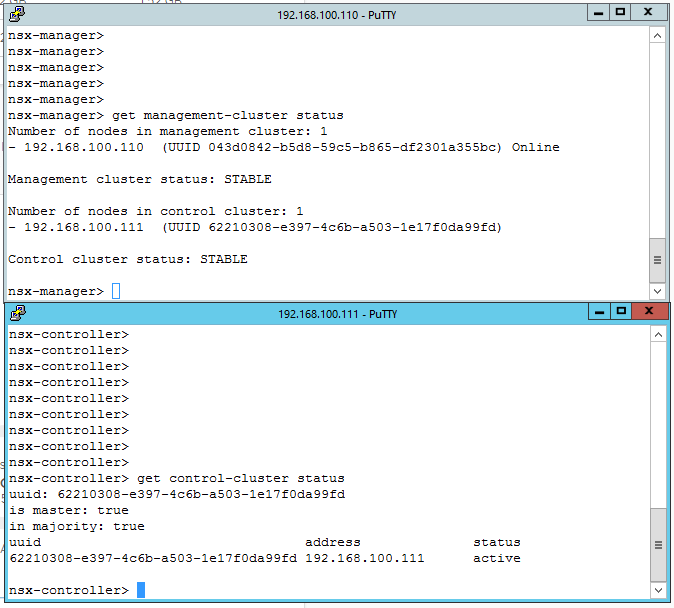 192.168.100.110 - PuTTY
nsx-manager>
nsx-manager>
nsx-manager>
nsx-manager>
nsx-manager>
nsx-manager> get management-cluster status
Number of nodes in management cluster: 1
- 192.168.100.110  (UUID 043d0842-b5d8-59c5-b865-df2301a355bc) Online
Management cluster status: STABLE
Number of nodes in control cluster: 1
- 192.168.100.111  (UUID 62210308-e397-4c6b-a503-1e17f0da99fd)
Control cluster status: STABLE
nsx-manager>
192.168.100.111 - PuTTY
nsx-controller>
nsx-controller>
nsx-controller>
nsx-controller>
nsx-controller>
nsx-controller>
nsx-controller>
nsx-controller>
nsx-controller>
nsx-controller> get control-cluster status
uuid: 62210308-e397-4c6b-a503-1e17f0da99fd
is master: true
in majority: true
uuid                                 address              status
62210308-e397-4c6b-a503-1e17f0da99fd 192.168.100.111      active
nsx-controller>